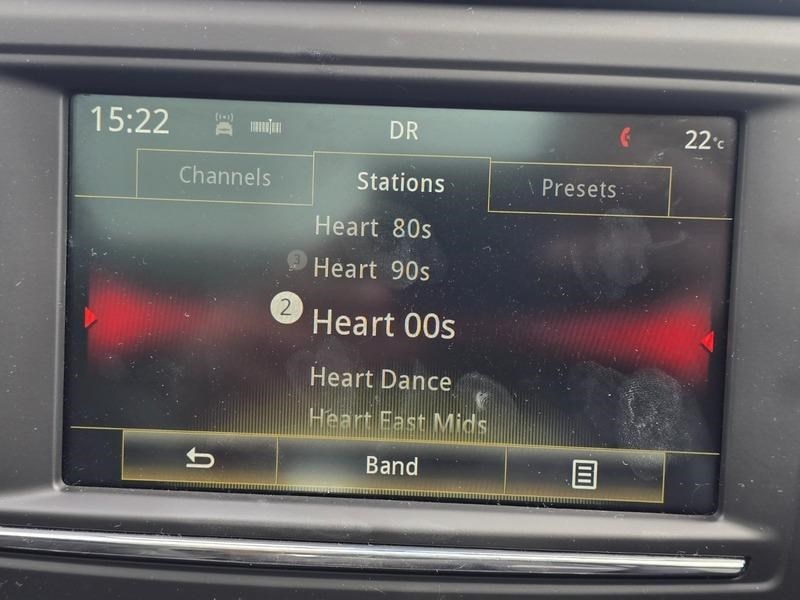 15:22 DR 22°C
Channels Stations Presets
Heart 80s
3 Heart 90s
2 Heart 00s
Heart Dance
Heart East Mids
Band